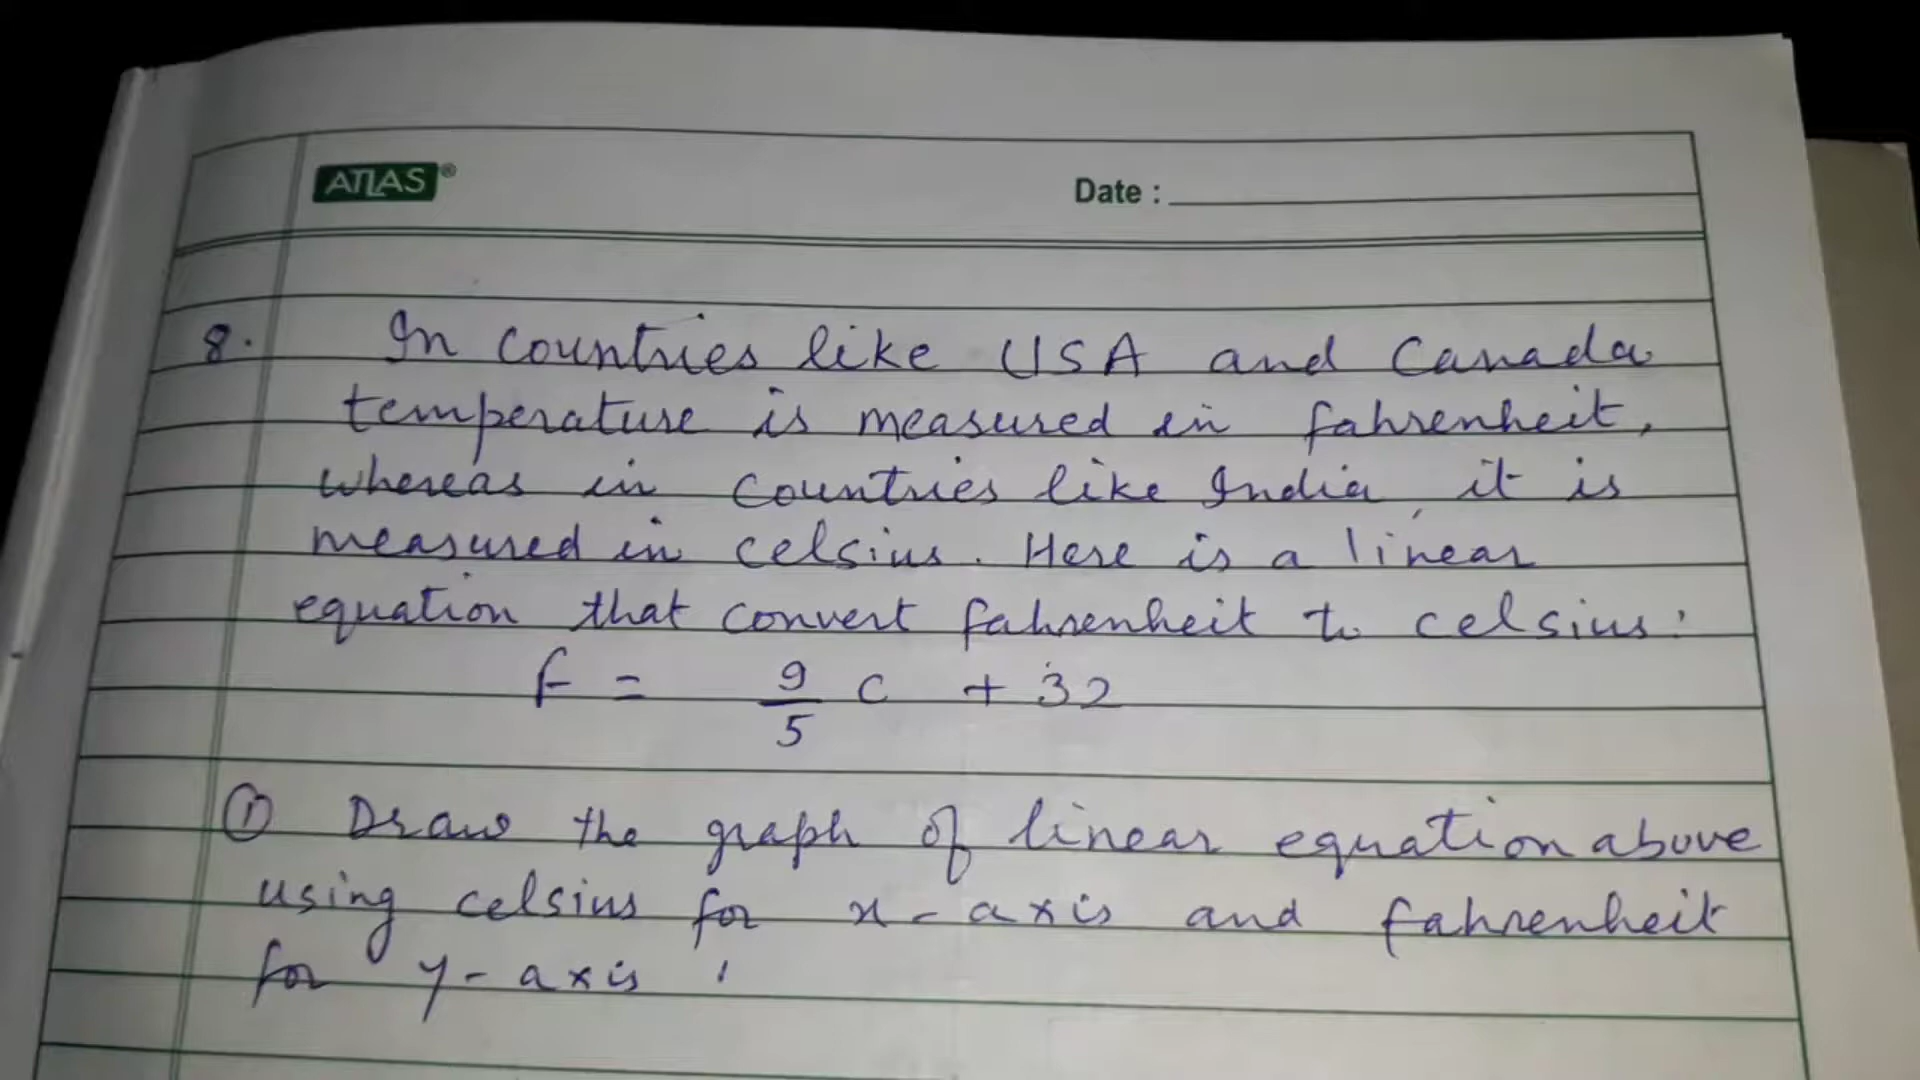 ATLAS®
Date :
8. In countries like USA and Canada
temperature is measured in fahrenheit,
whereas in countries like India it is
measured in celsius. Here is a linear
equation that convert fahrenheit to celsius:
F = 9/5 C + 32
① Draw the graph of linear equation above
using celsius for x-axis and fahrenheit
for y-axis.